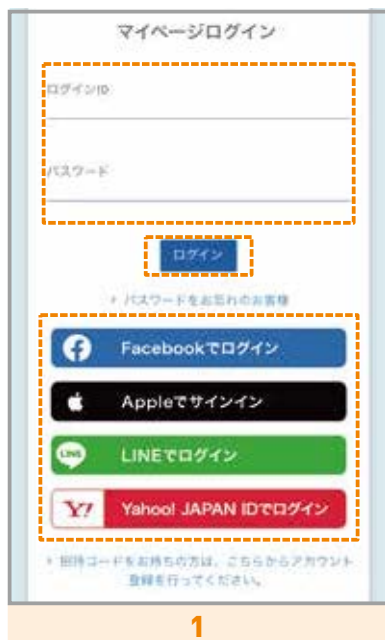 マイページログイン
ログインID
パスワード
ログイン
パスワードをお忘れのお客様
Facebookでログイン
Appleでサインイン
LINE LINEでログイン
Y! Yahoo! JAPAN IDでログイン
招待コードをお持ちの方は、こちらからアカウント
登録を行ってください。
1